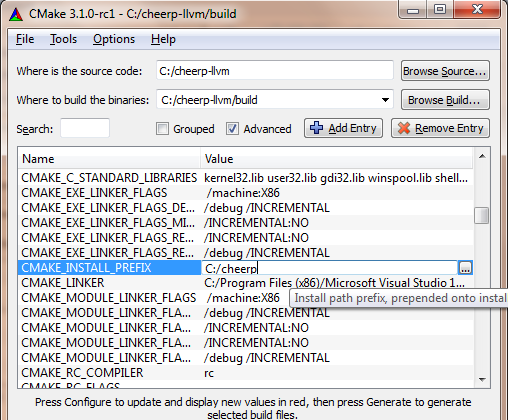 CMake 3.1.0-rc1 - C:/cheerp-llvm/build
File Tools Options Help
Where is the source code: C:/cheerp-llvm Browse Source...
Where to build the binaries: C:/cheerp-llvm/build Browse Build...
Search: Grouped Advanced Add Entry Remove Entry
Name Value
CMAKE_C_STANDARD_LIBRARIES kernel32.lib user32.lib gdi32.lib winspool.lib shell...
CMAKE_EXE_LINKER_FLAGS /machine:X86
CMAKE_EXE_LINKER_FLAGS_DE... /debug /INCREMENTAL
CMAKE_EXE_LINKER_FLAGS_MI... /INCREMENTAL:NO
CMAKE_EXE_LINKER_FLAGS_RE... /INCREMENTAL:NO
CMAKE_EXE_LINKER_FLAGS_RE... /debug /INCREMENTAL
CMAKE_INSTALL_PREFIX C:/cheerp ...
CMAKE_LINKER C:/Program Files (x86)/Microsoft Visual Studio 1...
CMAKE_MODULE_LINKER_FLAGS /machine:X86 Install path prefix, prepended onto instal
CMAKE_MODULE_LINKER_FLA... /debug /INCREMENTAL
CMAKE_MODULE_LINKER_FLA... /INCREMENTAL:NO
CMAKE_MODULE_LINKER_FLA... /INCREMENTAL:NO
CMAKE_MODULE_LINKER_FLA... /debug /INCREMENTAL
CMAKE_RC_COMPILER rc
CMAKE_RC_FLAGS
Press Configure to update and display new values in red, then press Generate to generate
selected build files.